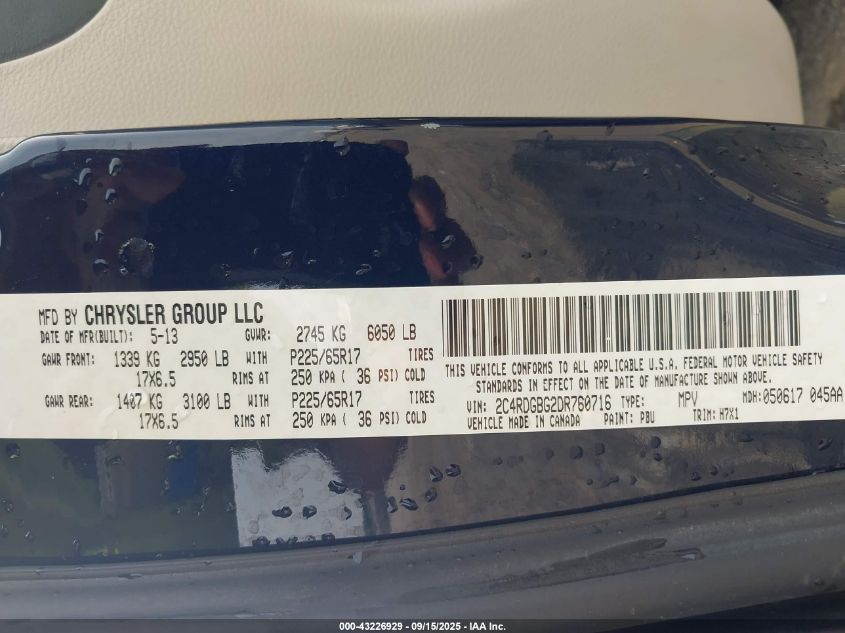 MFD BY CHRYSLER GROUP LLC
DATE OF MFR(BUILT): 5-13 GVWR: 2745 KG 6050 LB
GAWR FRONT: 1339 KG 2950 LB WITH P225/65R17 TIRES
17X6.5 RIMS AT 250 KPA ( 36 PSI) COLD
GAWR REAR: 1407 KG 3100 LB WITH P225/65R17 TIRES
17X6.5 RIMS AT 250 KPA ( 36 PSI) COLD
THIS VEHICLE CONFORMS TO ALL APPLICABLE U.S.A. FEDERAL MOTOR VEHICLE SAFETY
STANDARDS IN EFFECT ON THE DATE OF MANUFACTURE SHOWN ABOVE.
VIN: 2C4RDGBG2DR760716 TYPE: MPV MDH: 050617 045AA
VEHICLE MADE IN CANADA PAINT: PBU TRIM: H7X1
000-43226929 - 09/15/2025 - IAA Inc.